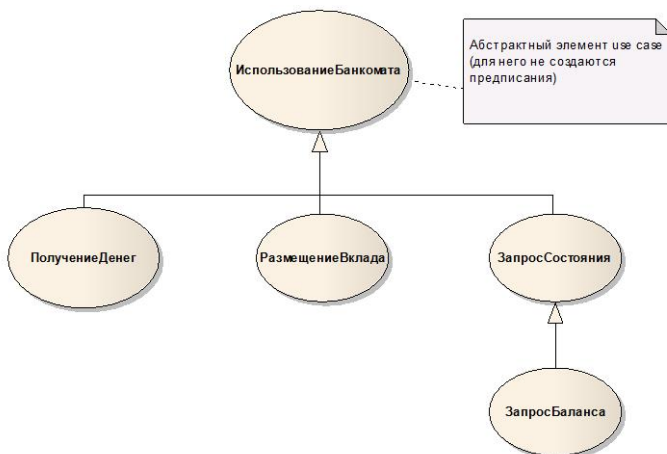 ИспользованиеБанкомата
Абстрактный элемент use case
(для него не создаются
предписания)
ПолучениеДенег
РазмещениеВклада
ЗапросСостояния
ЗапросБаланса